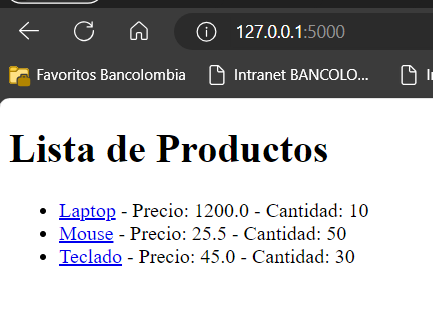 127.0.0.1:5000
Favoritos Bancolombia
Intranet BANCOLO...
Lista de Productos
Laptop - Precio: 1200.0 - Cantidad: 10
Mouse - Precio: 25.5 - Cantidad: 50
Teclado - Precio: 45.0 - Cantidad: 30